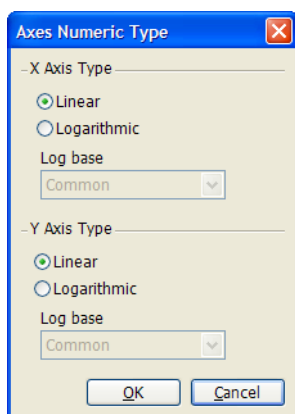 Axes Numeric Type
X Axis Type
Linear
Logarithmic
Log base
Common
Y Axis Type
Linear
Logarithmic
Log base
Common
OK Cancel